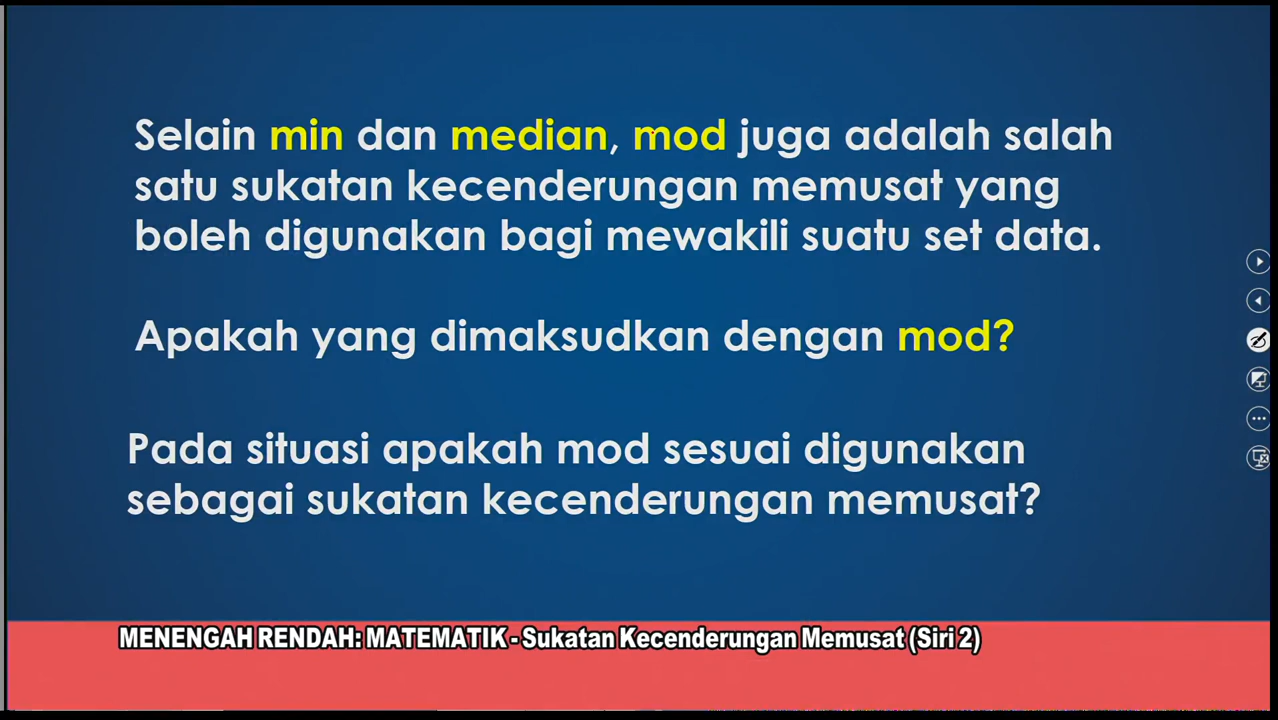 Selain min dan median, mod juga adalah salah
satu sukatan kecenderungan memusat yang
boleh digunakan bagi mewakili suatu set data.
Apakah yang dimaksudkan dengan mod?
Pada situasi apakah mod sesuai digunakan
sebagai sukatan kecenderungan memusat?
MENENGAH RENDAH: MATEMATIK - Sukatan Kecenderungan Memusat (Siri 2)